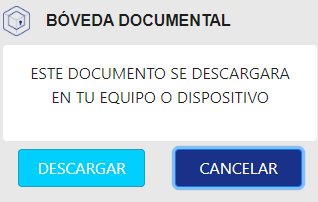 BÓVEDA DOCUMENTAL
ESTE DOCUMENTO SE DESCARGARA
EN TU EQUIPO O DISPOSITIVO
DESCARGAR
CANCELAR